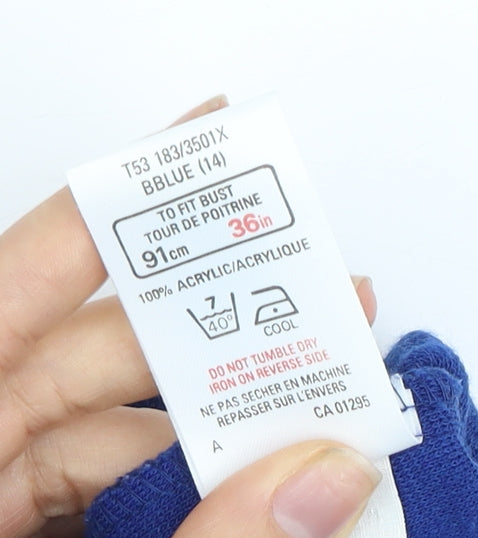 T53 183/3501X
BBLUE (14)
TO FIT BUST
TOUR DE POITRINE
91cm 36in
100% ACRYLIC/ACRYLIQUE
7
40°
COOL
DO NOT TUMBLE DRY
IRON ON REVERSE SIDE
NE PAS SECHER EN MACHINE
REPASSER SUR L'ENVERS
A CA 01295